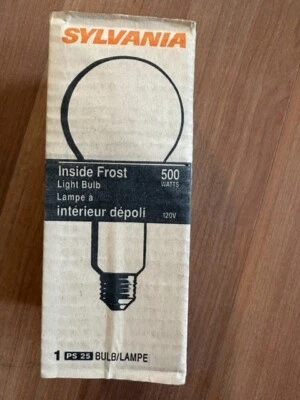 SYLVANIA
Inside Frost 500
Light Bulb WATTS
Lampe à
intérieur dépoli 120V
1 PS 25 BULB/LAMPE